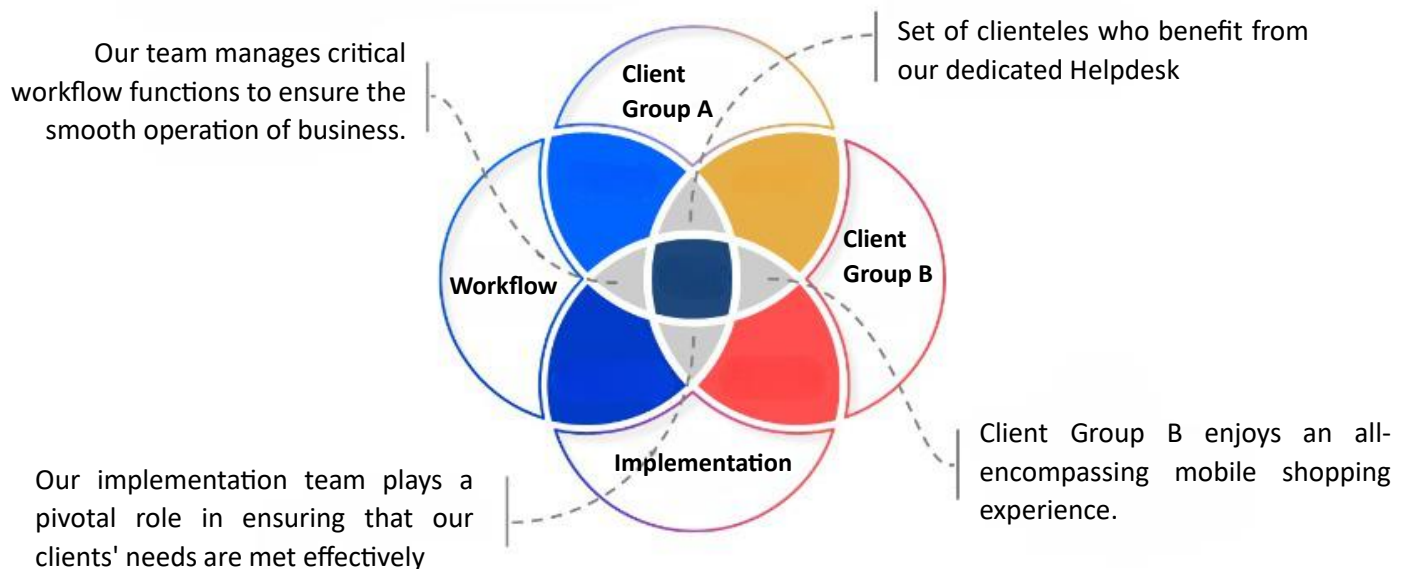 Our team manages critical
workflow functions to ensure the
smooth operation of business.
Set of clienteles who benefit from
our dedicated Helpdesk
Client
Group A
Client
Group B
Workflow
Implementation
Our implementation team plays a
pivotal role in ensuring that our
clients' needs are met effectively
Client Group B enjoys an all-
encompassing mobile shopping
experience.